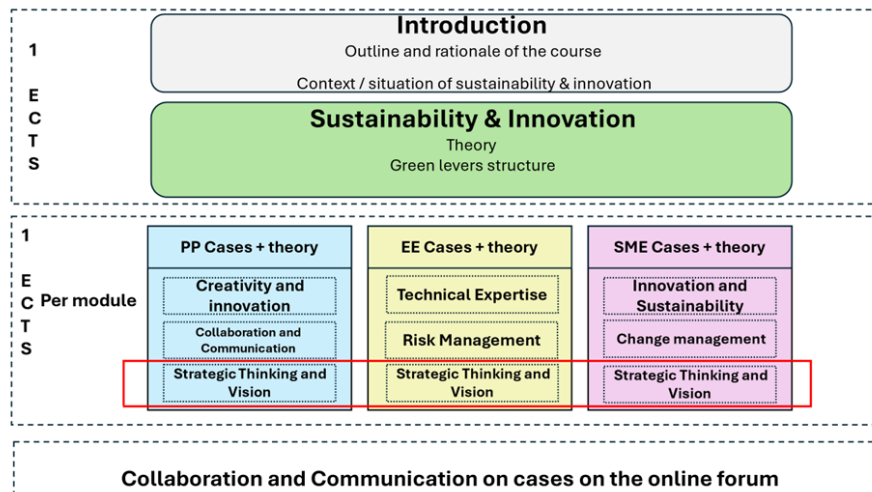 Introduction
Outline and rationale of the course
Context / situation of sustainability & innovation
1
E
C
T
S
Sustainability & Innovation
Theory
Green levers structure
1
E
C
T
S
Per module
PP Cases + theory
Creativity and
innovation
Collaboration and
Communication
Strategic Thinking and
Vision
EE Cases + theory
Technical Expertise
Risk Management
Strategic Thinking and
Vision
SME Cases + theory
Innovation and
Sustainability
Change management
Strategic Thinking and
Vision
Collaboration and Communication on cases on the online forum